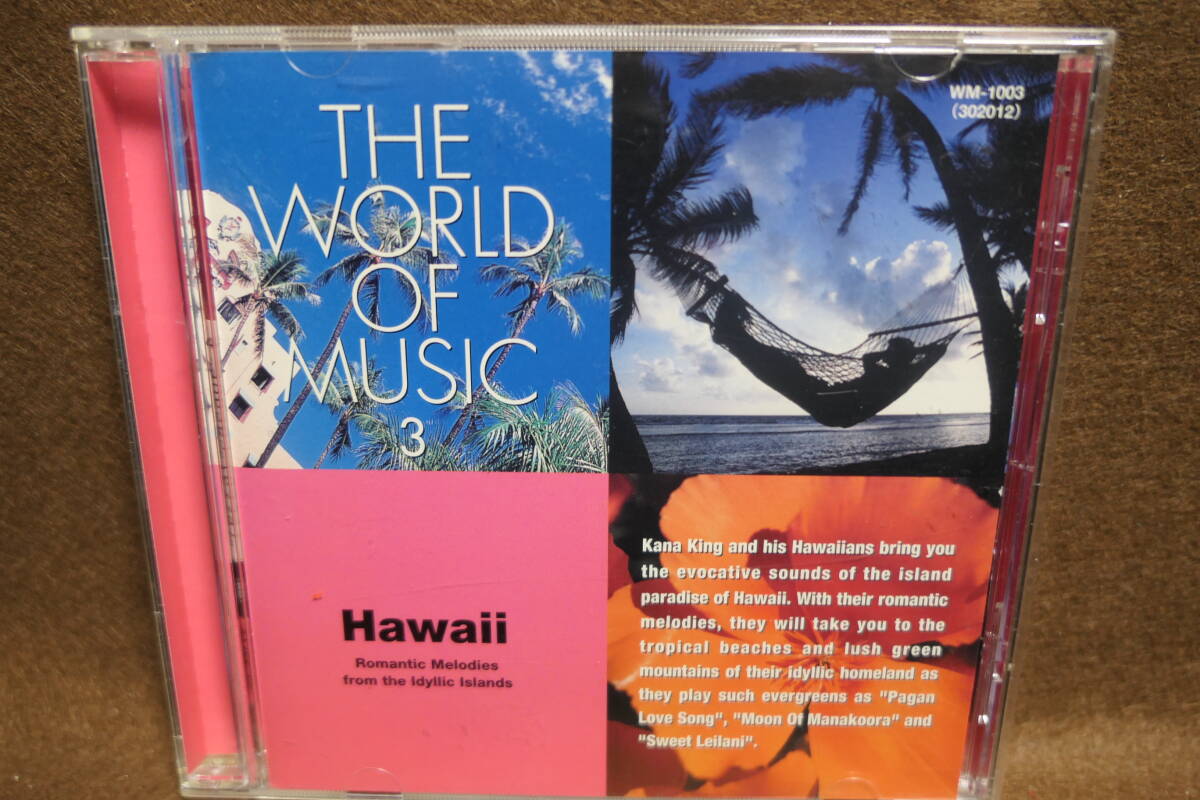 THE
WORLD
OF
MUSIC
3
WM-1003
(302012)
Hawaii
Romantic Melodies
from the Idyllic Islands
Kana King and his Hawaiians bring you
the evocative sounds of the island
paradise of Hawaii. With their romantic
melodies, they will take you to the
tropical beaches and lush green
mountains of their idyllic homeland as
they play such evergreens as "Pagan
Love Song", "Moon Of Manakoora" and
"Sweet Leilani".